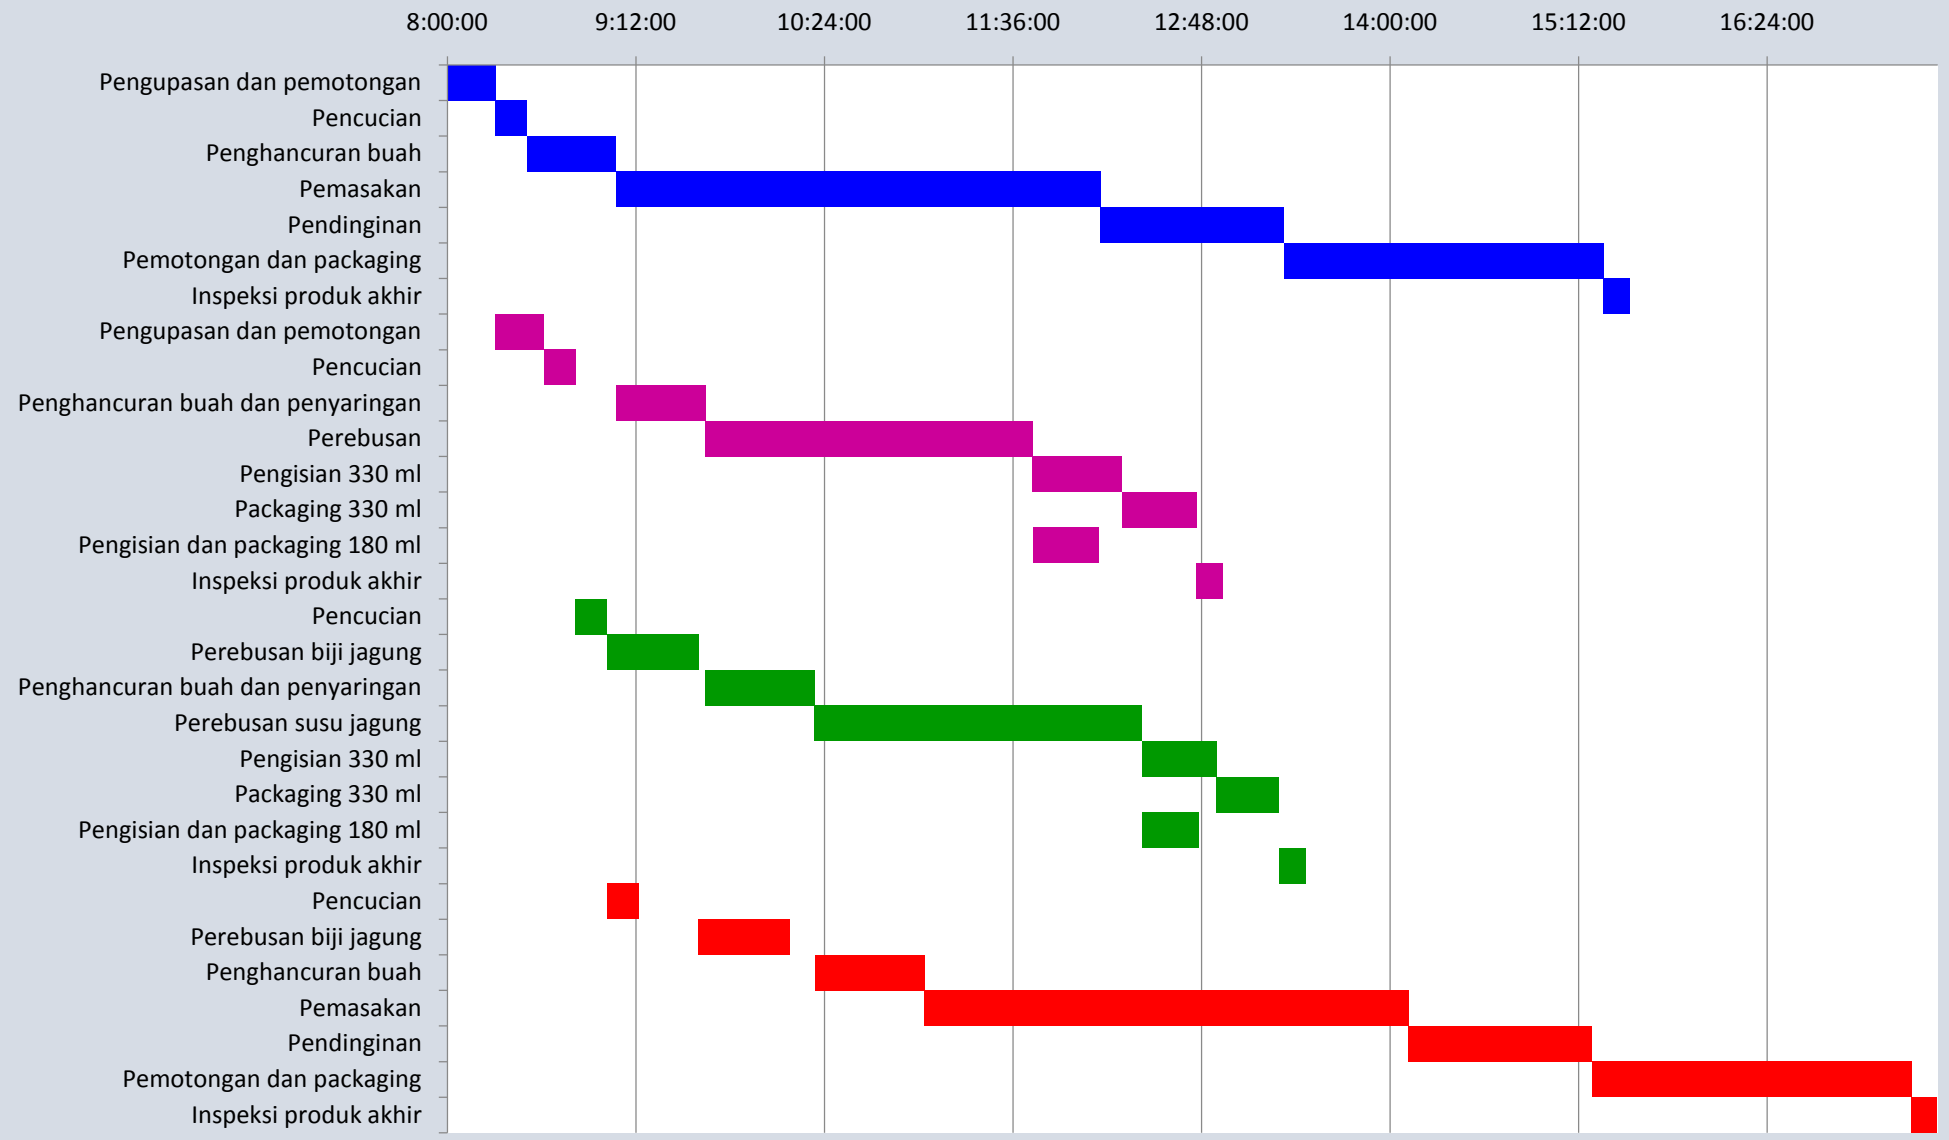 8:00:00 9:12:00 10:24:00 11:36:00 12:48:00 14:00:00 15:12:00 16:24:00
Pengupasan dan pemotongan
Pencucian
Penghancuran buah
Pemasakan
Pendinginan
Pemotongan dan packaging
Inspeksi produk akhir
Pengupasan dan pemotongan
Pencucian
Penghancuran buah dan penyaringan
Perebusan
Pengisian 330 ml
Packaging 330 ml
Pengisian dan packaging 180 ml
Inspeksi produk akhir
Pencucian
Perebusan biji jagung
Penghancuran buah dan penyaringan
Perebusan susu jagung
Pengisian 330 ml
Packaging 330 ml
Pengisian dan packaging 180 ml
Inspeksi produk akhir
Pencucian
Perebusan biji jagung
Penghancuran buah
Pemasakan
Pendinginan
Pemotongan dan packaging
Inspeksi produk akhir